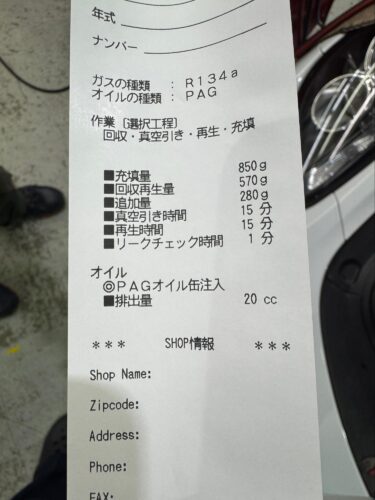 年式
ナンバー
ガスの種類 : R134a
オイルの種類 : PAG
作業 [選択工程]
回収・真空引き・再生・充填
■充填量 850g
■回収再生量 570g
■追加量 280g
■真空引き時間 15 分
■再生時間 15 分
■リークチェック時間 1 分
オイル
◎PAGオイル缶注入
■排出量 20 cc
*** SHOP情報 ***
Shop Name:
Zipcode:
Address:
Phone:
FAX: